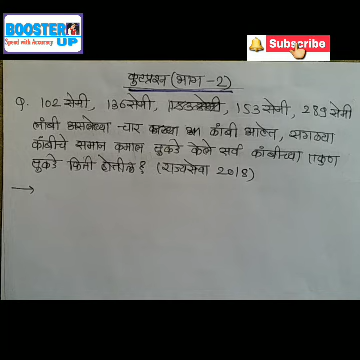 BOOSTER
Speed with Accuracy UP
Subscribe
कुटप्रश्न (भाग -2)
Q. 102 सेमी, 136 सेमी, 153 सेमी, 153 सेमी, 289 सेमी
लांबी असलेल्या चार कांबी आहेत, सगळ्या
कांबीचे समान कमाल तुकडे केले सर्व कांबीच्या एकुण
तुकडे किती होतील? (राज्यसेवा 2018)